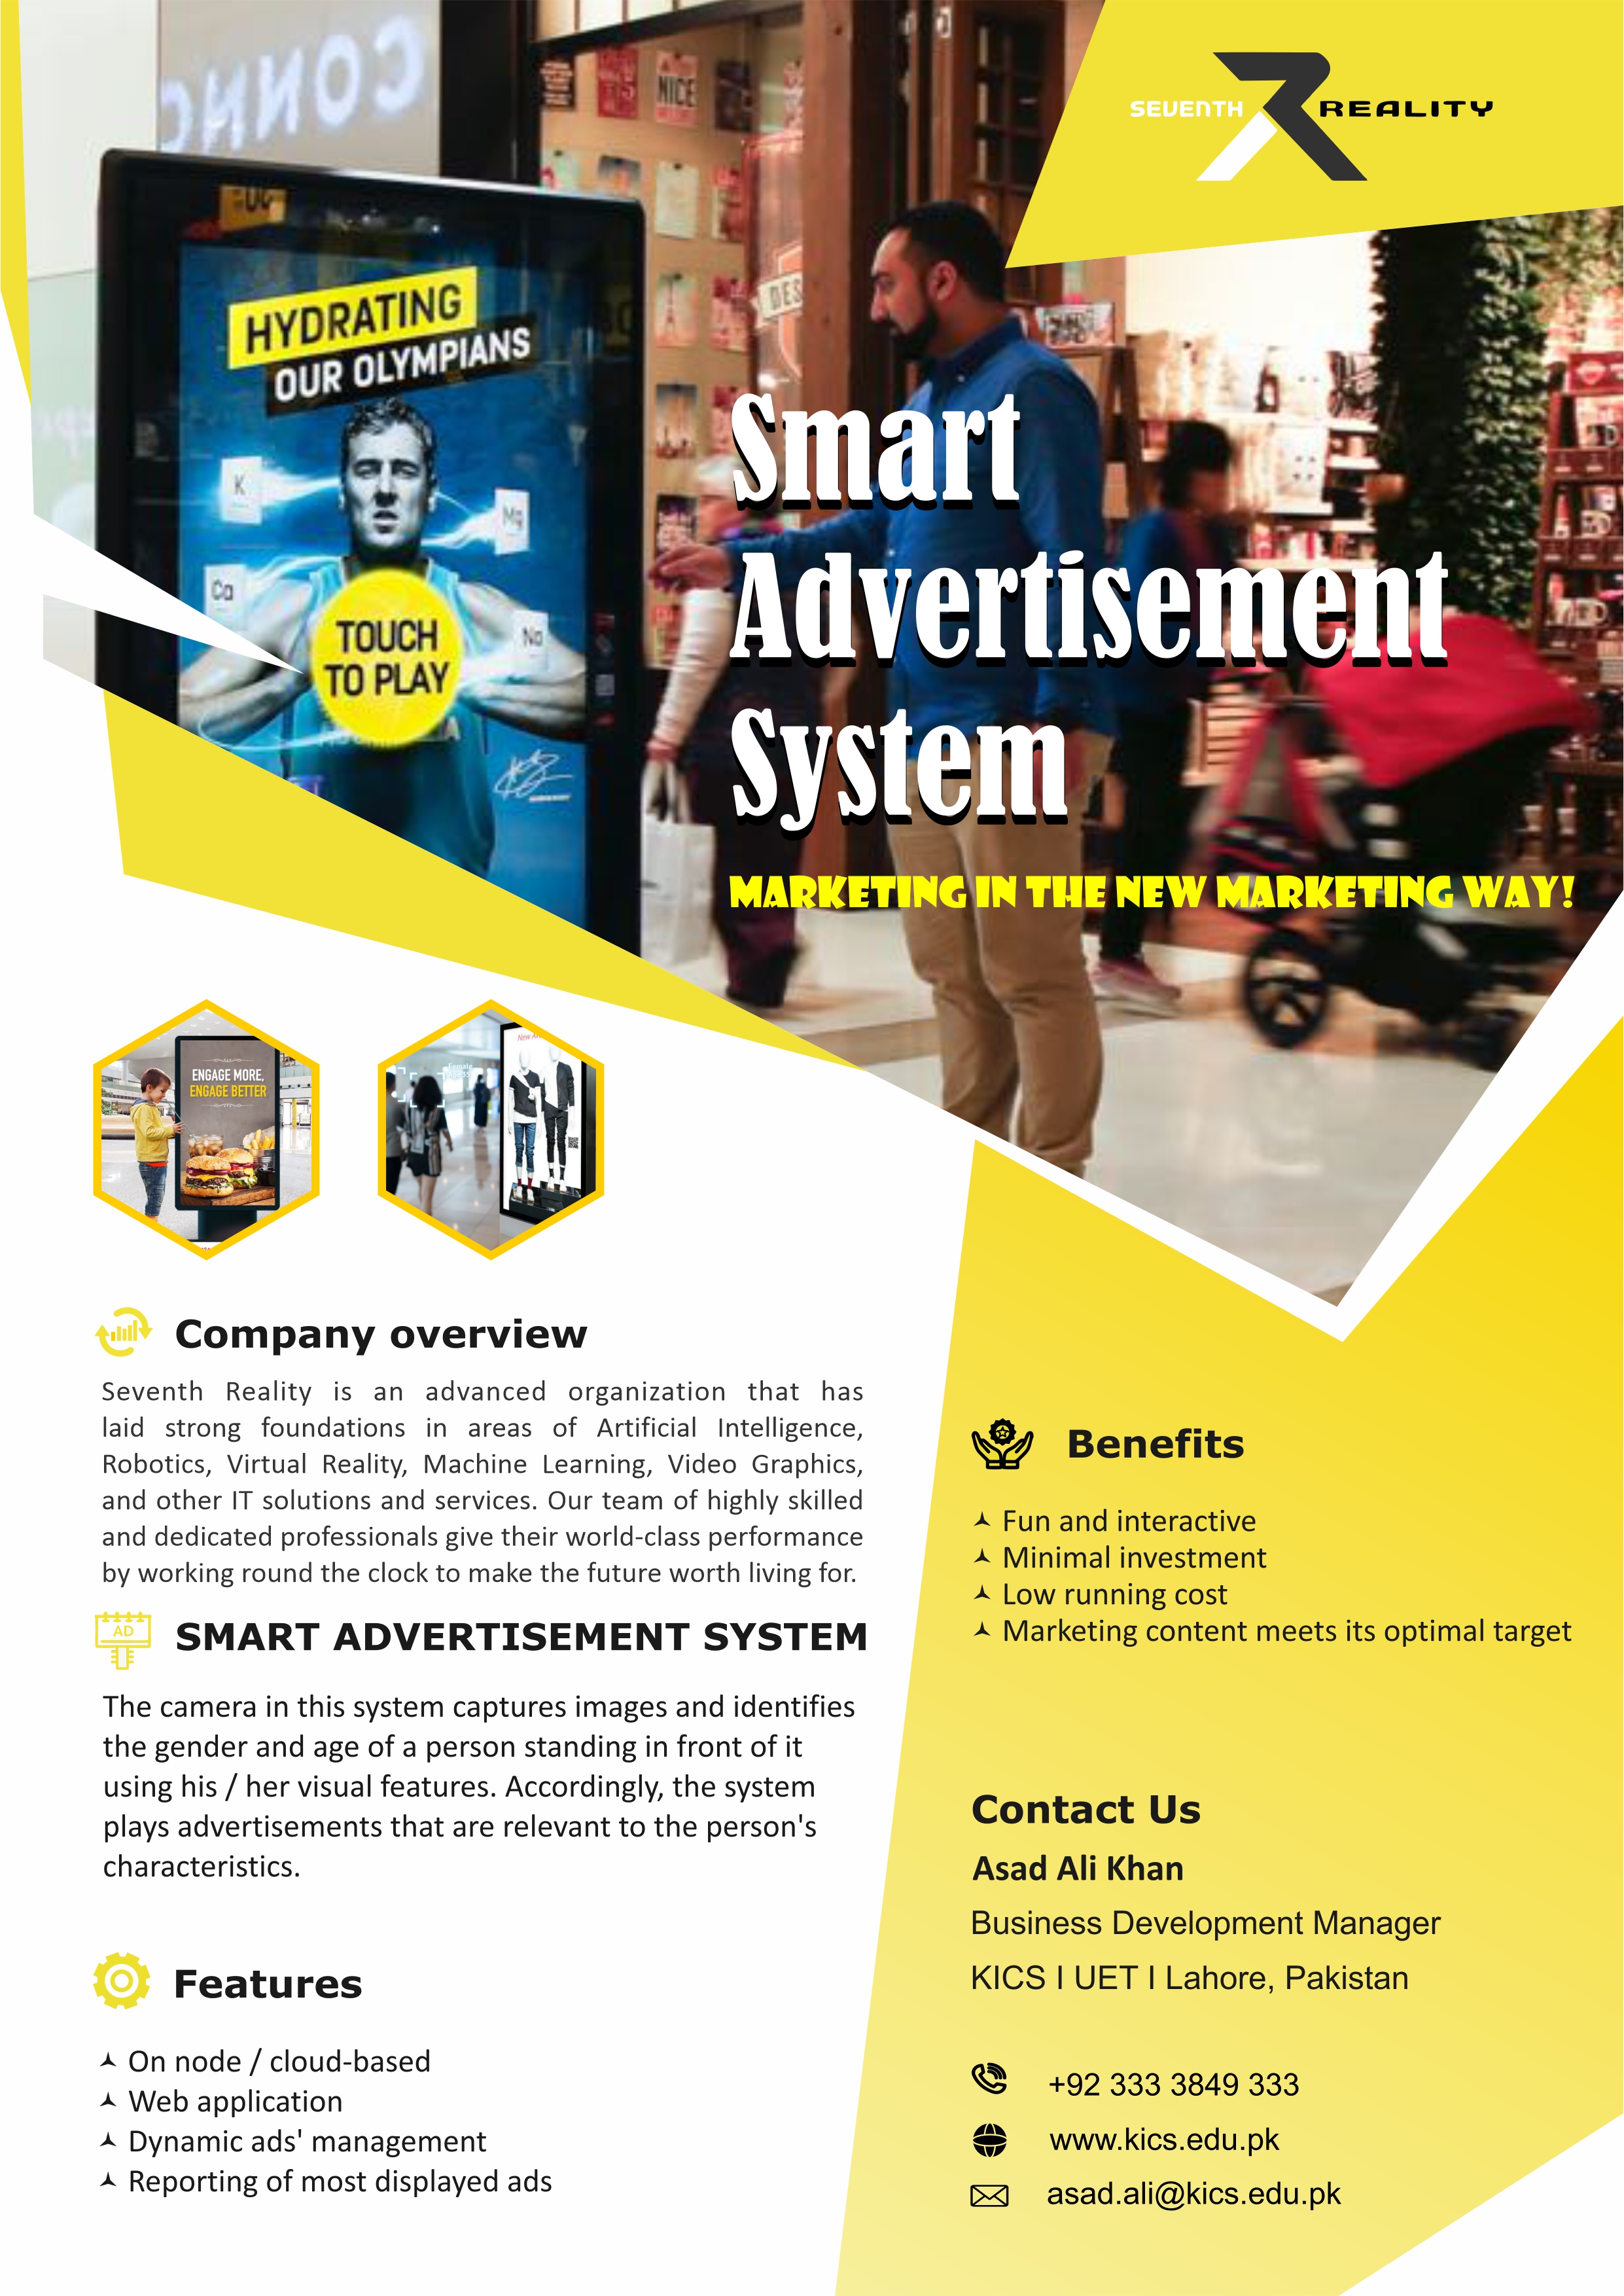 CONNC
SEVENTH REALITY
NICE
DES
HYDRATING
OUR OLYMPIANS
K
Mg
Ca
Na
TOUCH
TO PLAY
Smart
Advertisement
System
MARKETING IN THE NEW MARKETING WAY!
ENGAGE MORE,
ENGAGE BETTER
Female
Company overview
Seventh Reality is an advanced organization that has
laid strong foundations in areas of Artificial Intelligence,
Robotics, Virtual Reality, Machine Learning, Video Graphics,
and other IT solutions and services. Our team of highly skilled
and dedicated professionals give their world-class performance
by working round the clock to make the future worth living for.
AD
SMART ADVERTISEMENT SYSTEM
The camera in this system captures images and identifies
the gender and age of a person standing in front of it
using his / her visual features. Accordingly, the system
plays advertisements that are relevant to the person's
characteristics.
Features
On node / cloud-based
Web application
Dynamic ads' management
Reporting of most displayed ads
Benefits
Fun and interactive
Minimal investment
Low running cost
Marketing content meets its optimal target
Contact Us
Asad Ali Khan
Business Development Manager
KICS I UET I Lahore, Pakistan
+92 333 3849 333
www.kics.edu.pk
asad.ali@kics.edu.pk